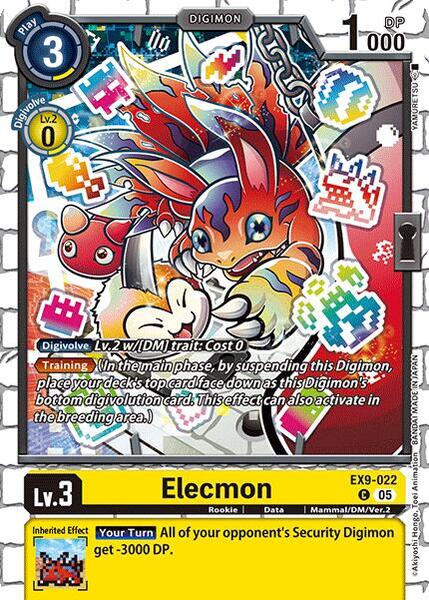 DIGIMON
Play
3
1000
DP
Digivolve
Lv.2
0
YAMURETSU
Digivolve Lv.2 w/[DM] trait: Cost 0
Training (In the main phase, by suspending this Digimon,
place your deck's top card face down as this Digimon's
bottom digivolution card. This effect can also activate in
the breeding area.)
©Akiyoshi Hongo, Toei Animation BANDAI MADE IN JAPAN
Lv.3
Elecmon
EX9-022
C 05
Rookie | Data | Mammal/DM/Ver.2
Inherited Effect
Your Turn All of your opponent's Security Digimon
get -3000 DP.